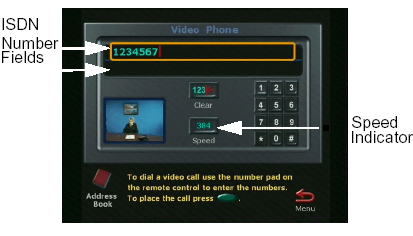 ISDN
Number
Fields
Video Phone
1234567
123
Clear
384
Speed
1 2 3
4 5 6
7 8 9
* 0 #
Speed
Indicator
Address
Book
To dial a video call use the number pad on
the remote control to enter the numbers.
To place the call press .
Menu